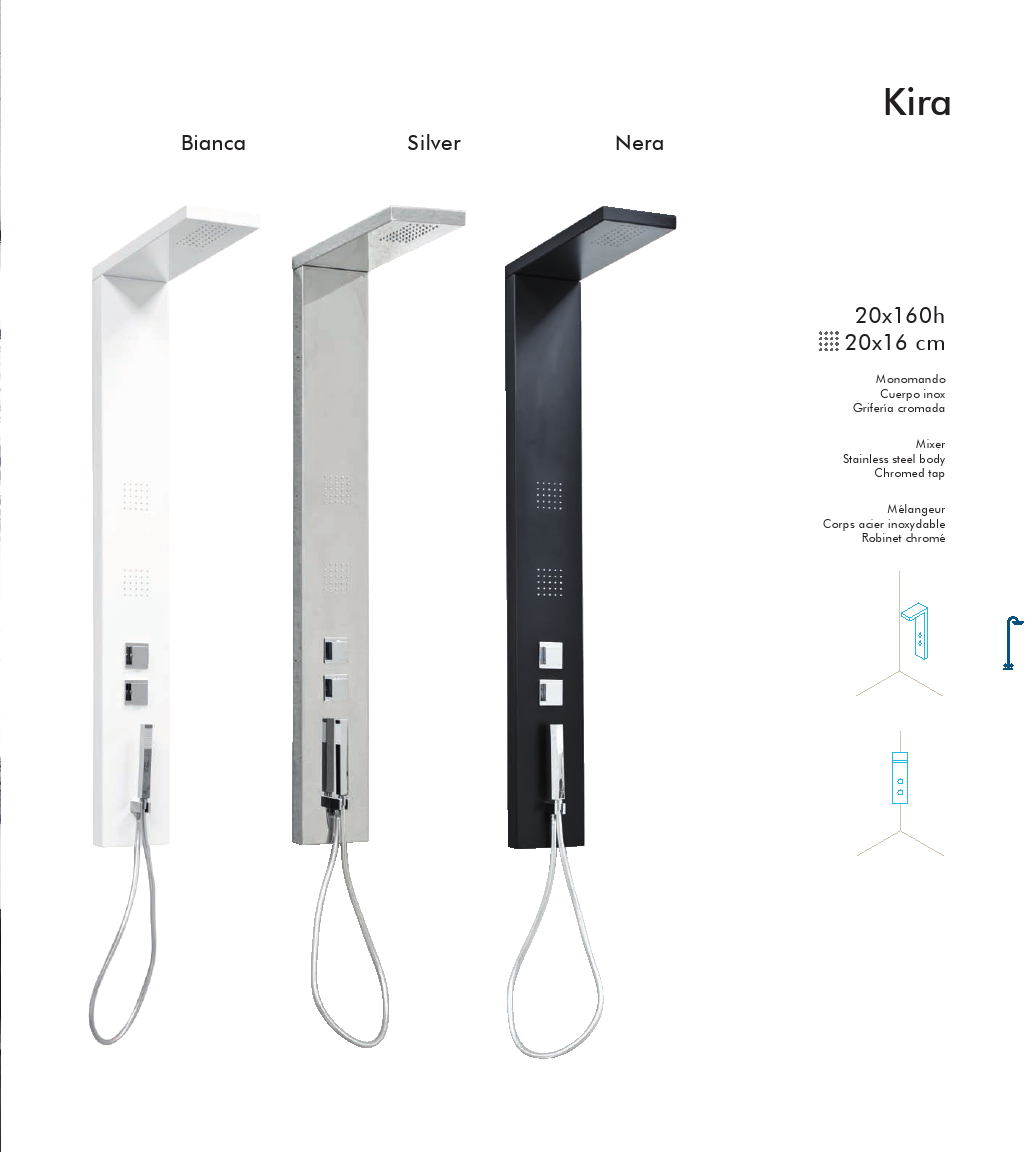 Kira
Bianca
Silver
Nera
20x160h
20x16 cm
Monomando
Cuerpo inox
Grifería cromada
Mixer
Stainless steel body
Chromed tap
Mélangeur
Corps acier inoxydable
Robinet chromé